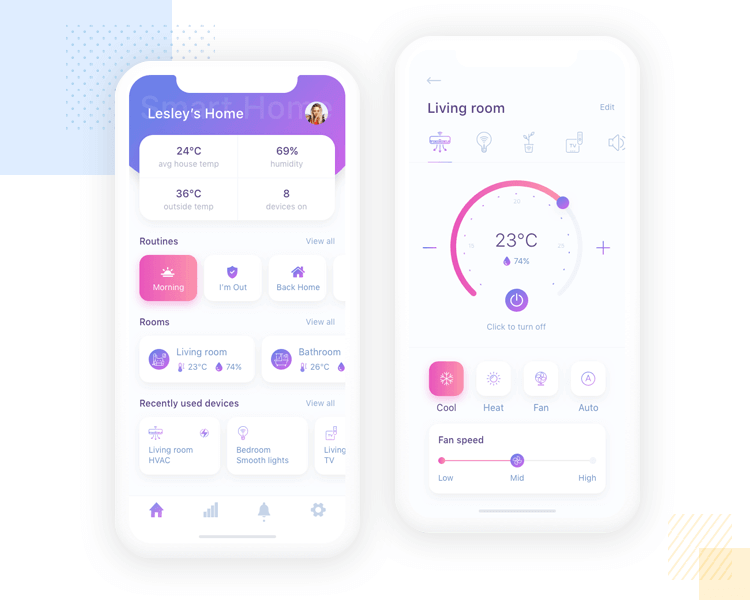 Smart Home
Lesley's Home
24°C
avg house temp
69%
humidity
36°C
outside temp
8
devices on
Routines
View all
Morning
I'm Out
Back Home
Rooms
View all
Living room
23°C 74%
Bathroom
26°C
Recently used devices
View all
Living room
HVAC
Bedroom
Smooth lights
Living
TV
Living room
Edit
TV
25
15
25
23°C
74%
Click to turn off
Cool
Heat
Fan
A
Auto
Fan speed
Low
Mid
High